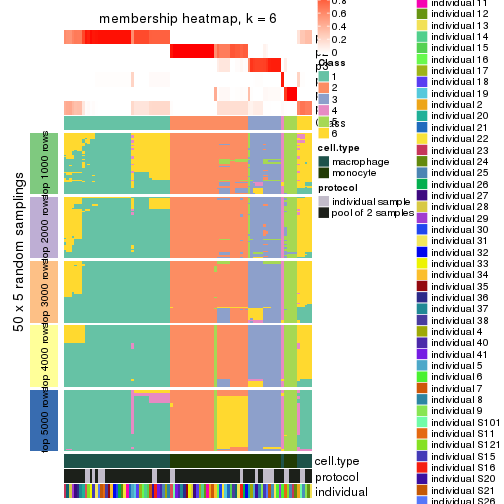 membership heatmap, k = 6
0.8
0.6
0.4
0.2
0
Class
1
2
3
4
5
6
cell.type
macrophage
monocyte
protocol
individual sample
pool of 2 samples
50 x 5 random samplings
top 1000 rows
top 2000 rows
top 3000 rows
top 4000 rows
top 5000 rows
cell.type
protocol
individual
individual 11
individual 12
individual 13
individual 14
individual 15
individual 16
individual 17
individual 18
individual 19
individual 2
individual 20
individual 21
individual 22
individual 23
individual 24
individual 25
individual 26
individual 27
individual 28
individual 29
individual 30
individual 31
individual 32
individual 33
individual 34
individual 35
individual 36
individual 37
individual 38
individual 4
individual 40
individual 41
individual 5
individual 6
individual 7
individual 8
individual 9
individual S101
individual S11
individual S121
individual S15
individual S16
individual S20
individual S26